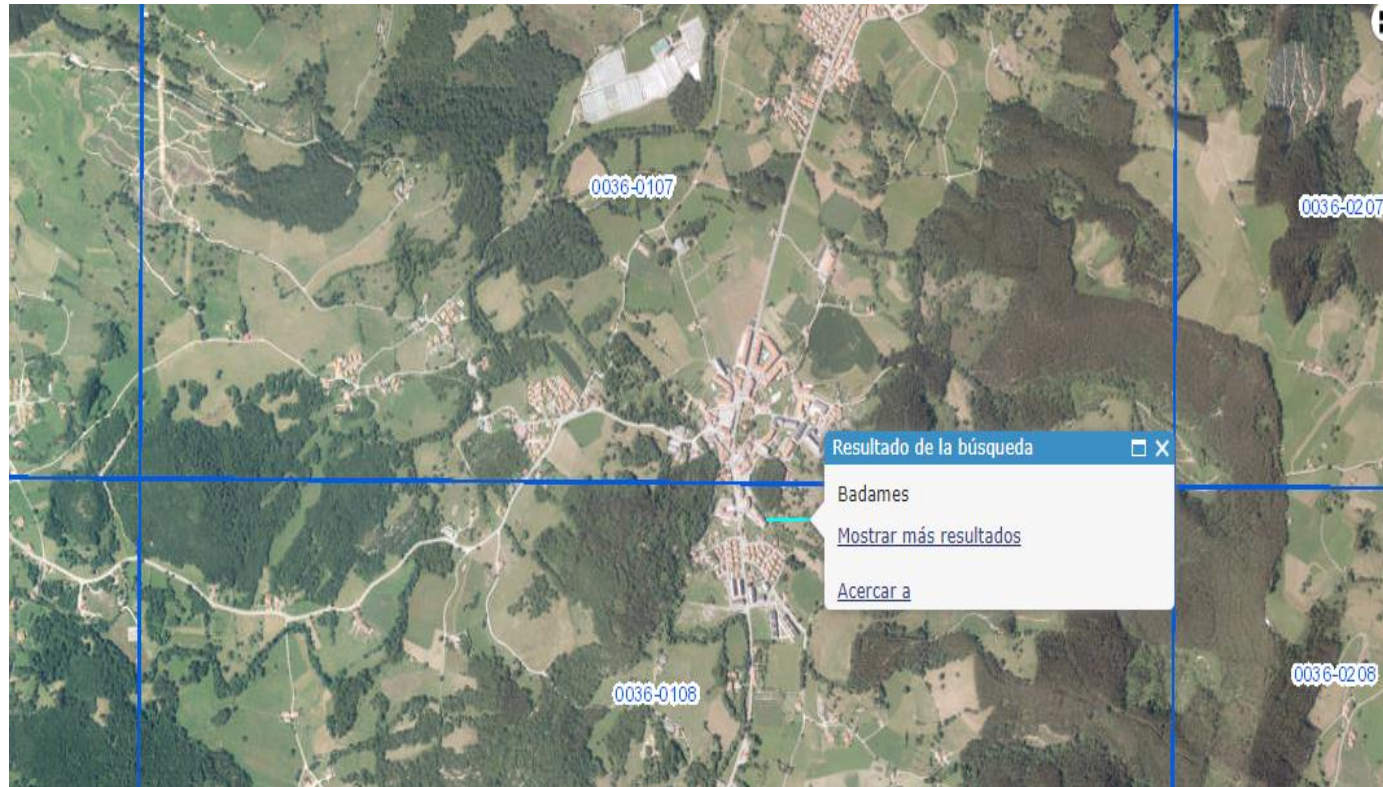 0036-0107
0036-0207
Resultado de la búsqueda
Badames
Mostrar más resultados
Acercar a
0036-0108
0036-0208